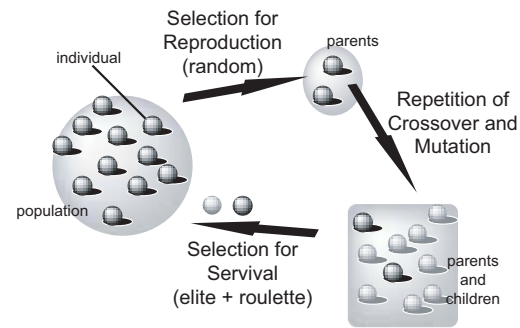 Selection for
Reproduction
(random)
individual
parents
Repetition of
Crossover and
Mutation
population
Selection for
Servival
(elite + roulette)
parents
and
children